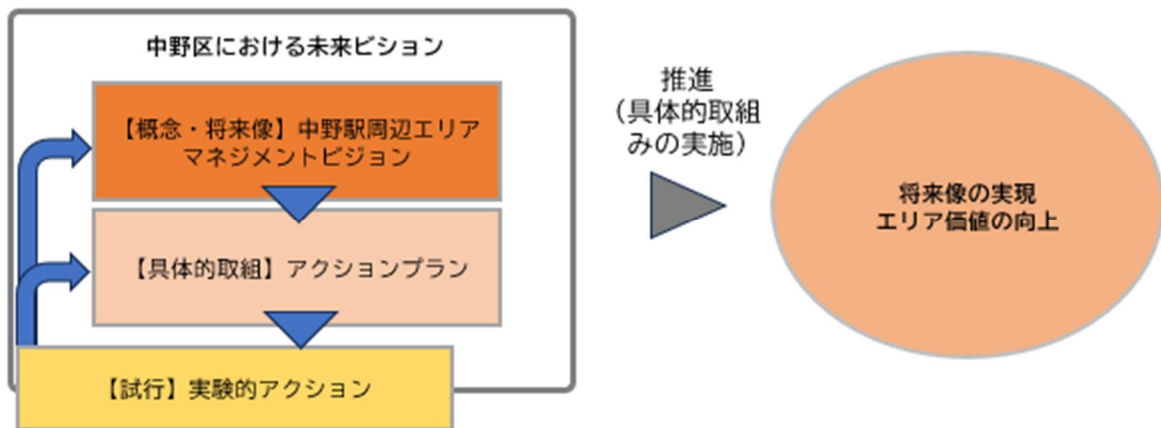 中野区における未来ビション
【概念・将来像】中野駅周辺エリア
マネジメントビジョン
【具体的取組】アクションプラン
【試行】実験的アクション
推進
（具体的取組
みの実施）
将来像の実現
エリア価値の向上